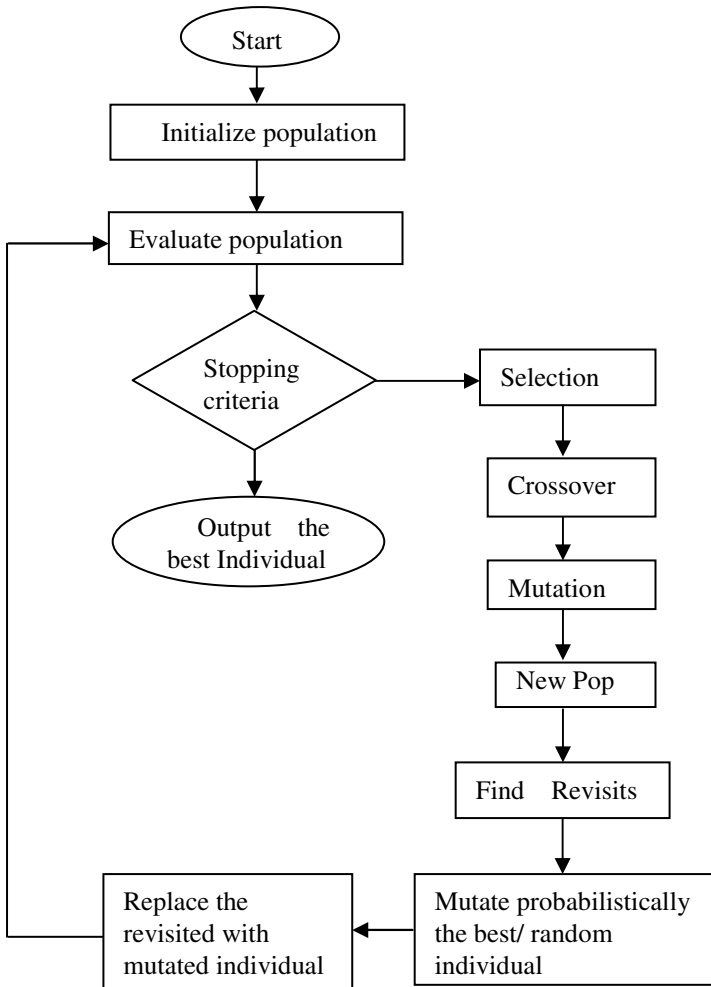 Start
Initialize population
Evaluate population
Stopping
criteria
Output the
best Individual
Selection
Crossover
Mutation
New Pop
Find Revisits
Mutate probabilistically
the best/ random
individual
Replace the
revisited with
mutated individual